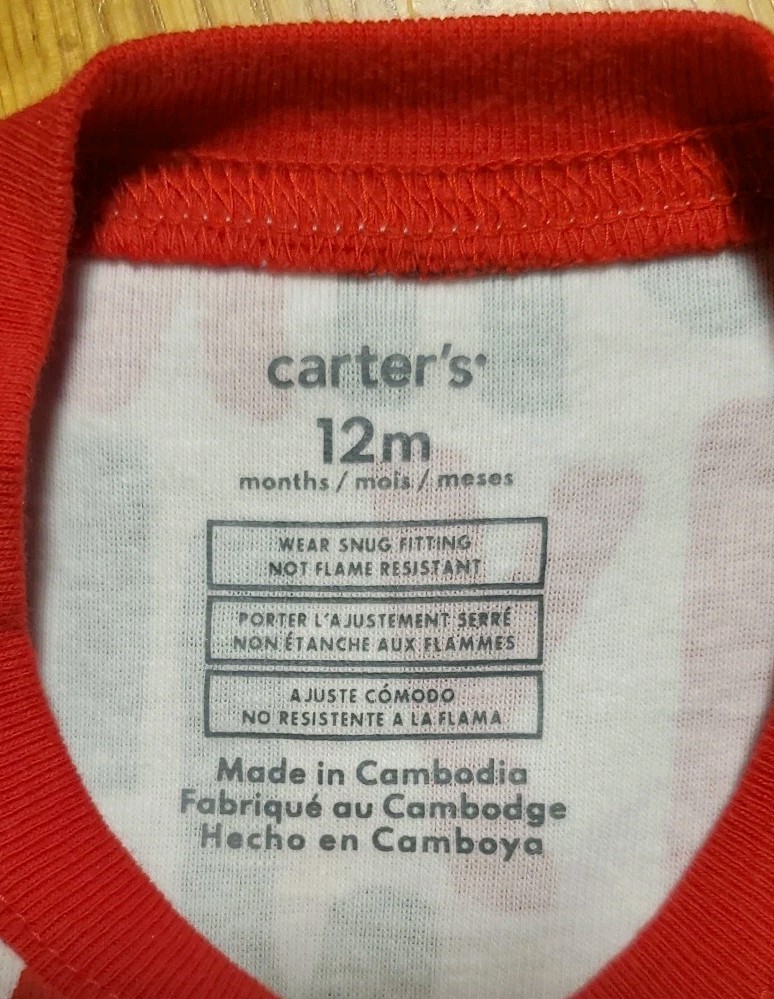 carter's
12m
months / mois / meses
WEAR SNUG FITTING
NOT FLAME RESISTANT
PORTER L'AJUSTEMENT SERRÉ
NON ÉTANCHE AUX FLAMMES
AJUSTE CÓMODO
NO RESISTENTE A LA FLAMA
Made in Cambodia
Fabriqué au Cambodge
Hecho en Camboya